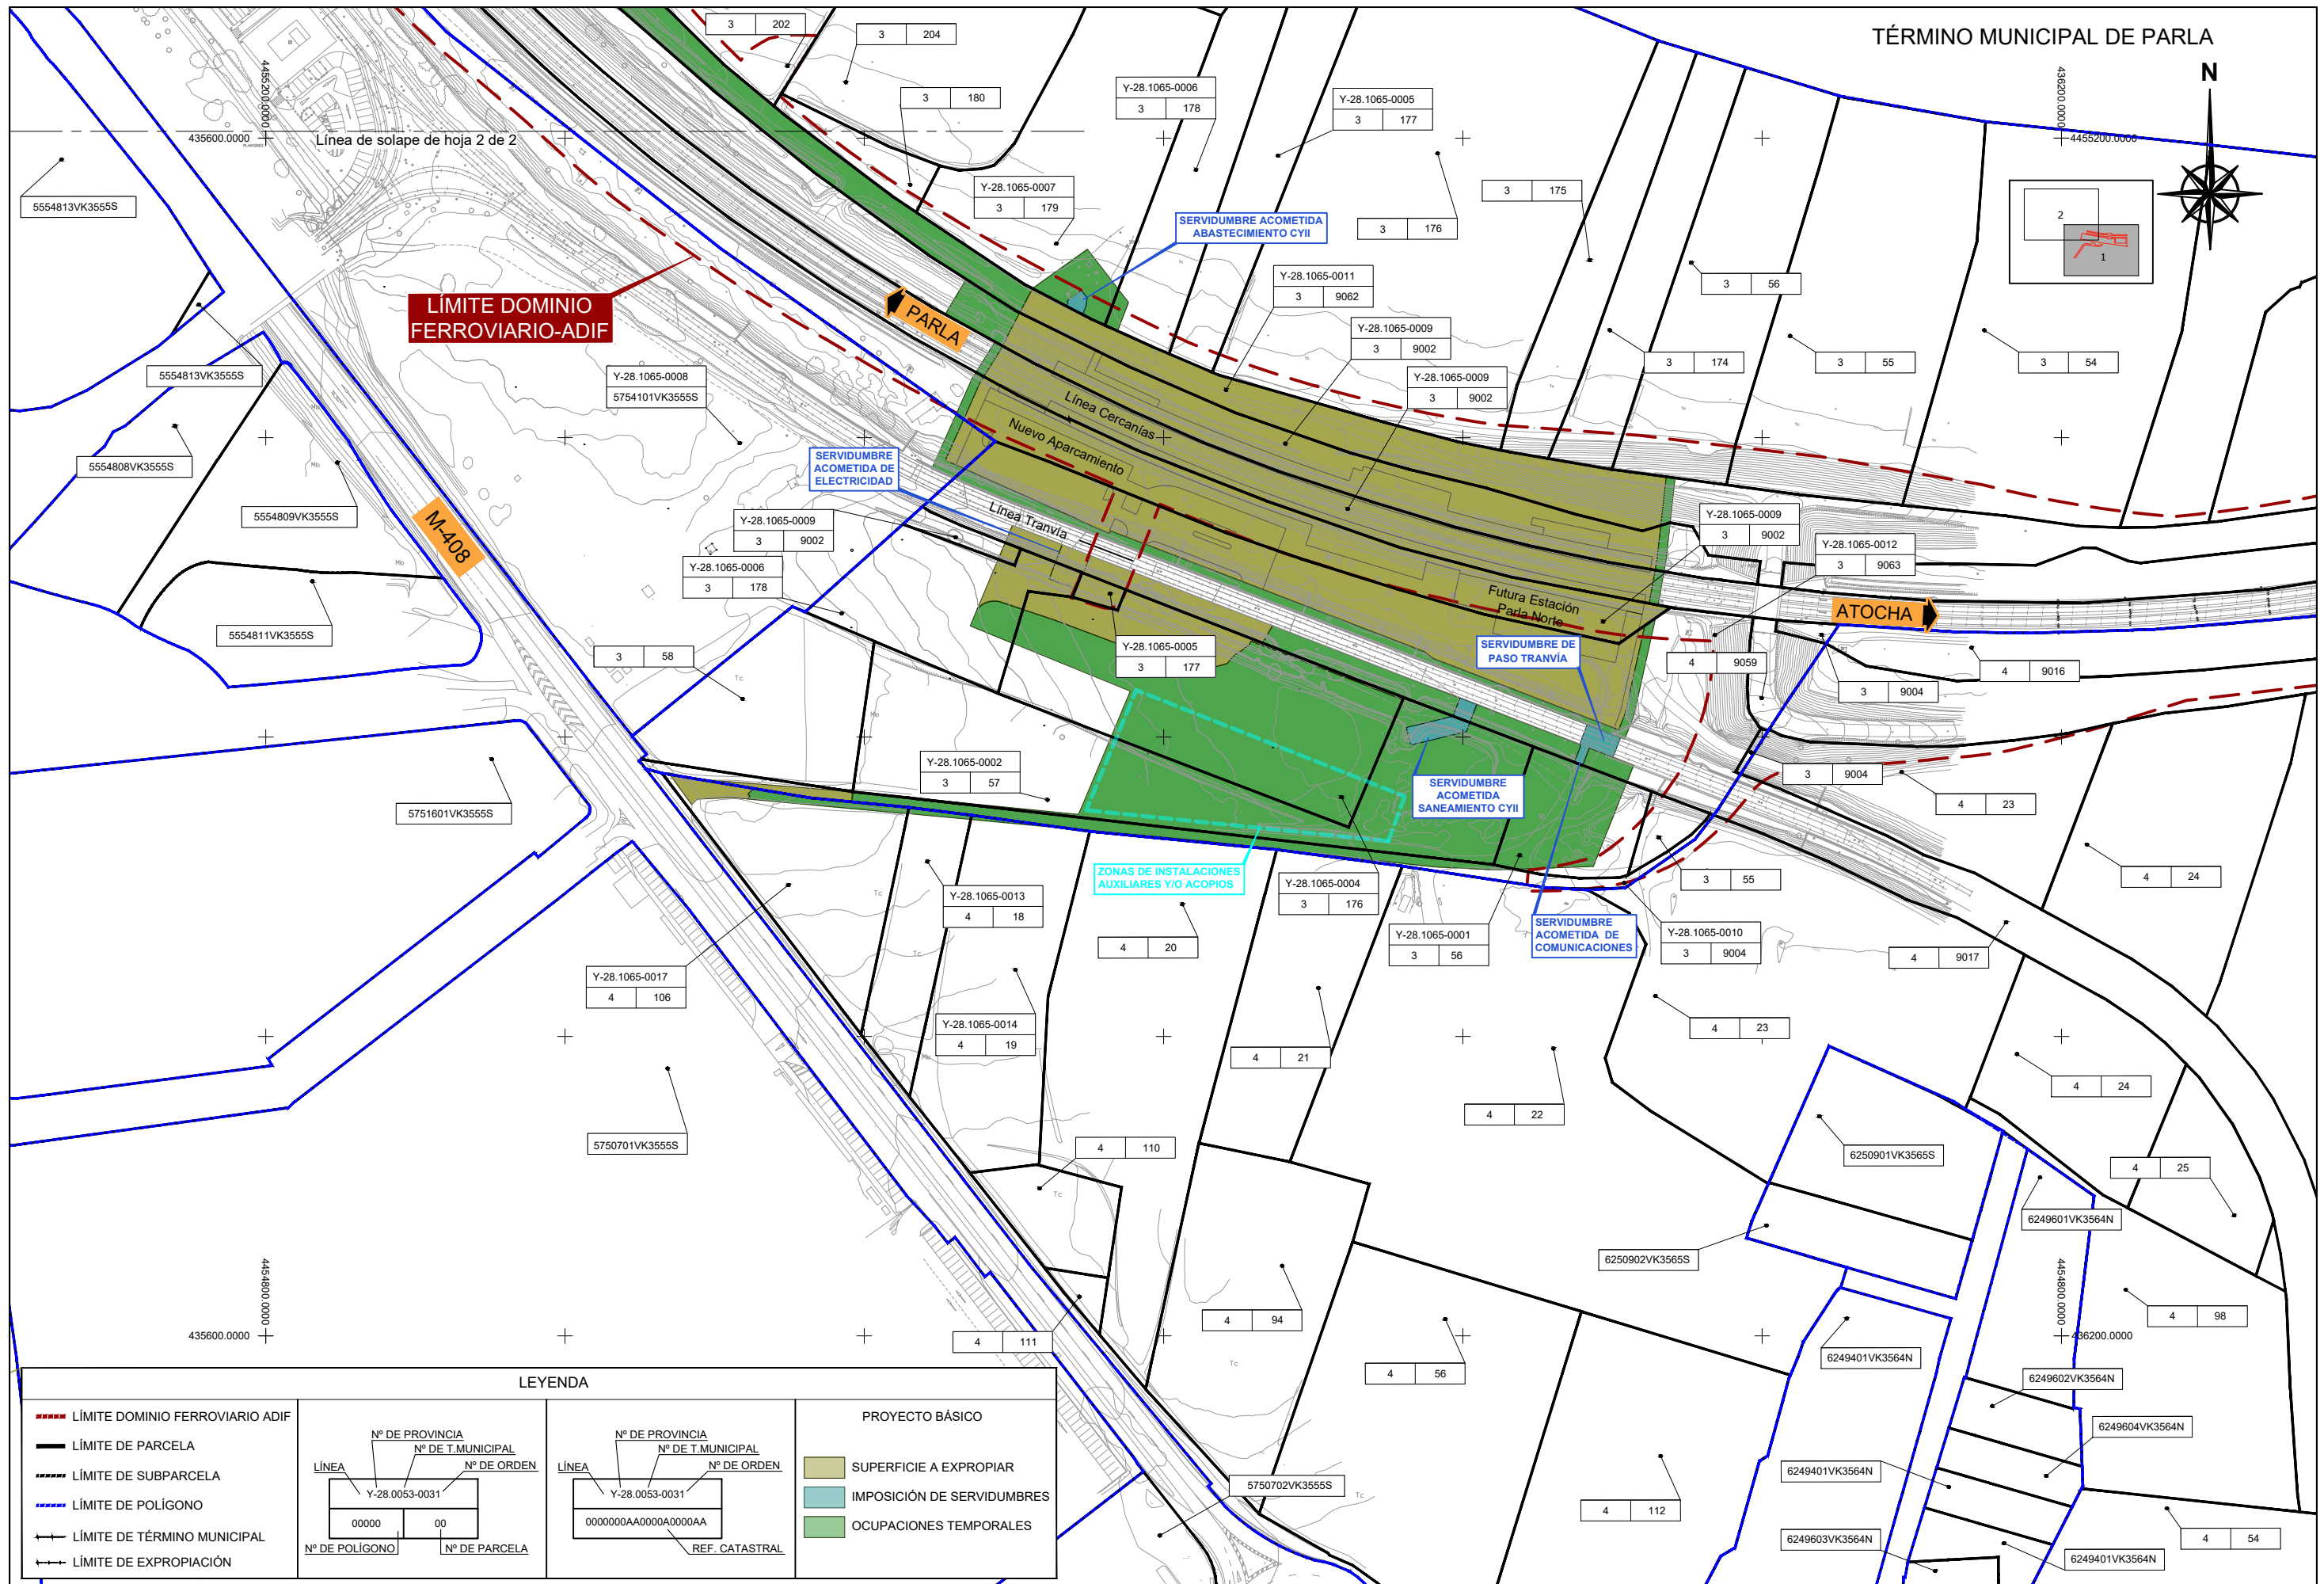 TÉRMINO MUNICIPAL DE PARLA
N
3 202
3 204
3 180
Y-28.1065-0006
3 178
Y-28.1065-0005
3 177
4455200.0000
435600.0000
Línea de solape de hoja 2 de 2
436200.0000
4455200.0000
5554813VK3555S
Y-28.1065-0007
3 179
3 175
3 176
SERVIDUMBRE ACOMETIDA
ABASTECIMIENTO CYII
2
1
Y-28.1065-0011
3 9062
3 56
LÍMITE DOMINIO
FERROVIARIO-ADIF
PARLA
Y-28.1065-0009
3 9002
3 174
3 55
3 54
5554813VK3555S
Y-28.1065-0008
5754101VK3555S
Y-28.1065-0009
3 9002
Línea Cercanías
Nuevo Aparcamiento
5554808VK3555S
SERVIDUMBRE
ACOMETIDA DE
ELECTRICIDAD
5554809VK3555S
M-408
Línea Tranvía
Y-28.1065-0009
3 9002
Y-28.1065-0009
3 9002
Y-28.1065-0012
3 9063
Y-28.1065-0006
3 178
Futura Estación
Parla Norte
ATOCHA
5554811VK3555S
3 58
Y-28.1065-0005
3 177
SERVIDUMBRE DE
PASO TRANVÍA
4 9059
4 9016
3 9004
Y-28.1065-0002
3 57
3 9004
4 23
5751601VK3555S
SERVIDUMBRE
ACOMETIDA
SANEAMIENTO CYII
ZONAS DE INSTALACIONES
AUXILIARES Y/O ACOPIOS
Y-28.1065-0004
3 176
3 55
4 24
Y-28.1065-0013
4 18
4 20
Y-28.1065-0001
3 56
SERVIDUMBRE
ACOMETIDA DE
COMUNICACIONES
Y-28.1065-0010
3 9004
4 9017
Y-28.1065-0017
4 106
Y-28.1065-0014
4 19
4 21
4 23
4 24
4 22
5750701VK3555S
4 110
6250901VK3565S
4 25
6249601VK3564N
6250902VK3565S
4454800.0000
435600.0000
4454800.0000
436200.0000
4 94
4 98
4 111
4 56
6249401VK3564N
6249602VK3564N
6249604VK3564N
6249401VK3564N
5750702VK3555S
4 112
6249603VK3564N
4 54
6249401VK3564N
LEYENDA
LÍMITE DOMINIO FERROVIARIO ADIF
LÍMITE DE PARCELA
LÍMITE DE SUBPARCELA
LÍMITE DE POLÍGONO
LÍMITE DE TÉRMINO MUNICIPAL
LÍMITE DE EXPROPIACIÓN
Nº DE PROVINCIA
Nº DE T.MUNICIPAL
LÍNEA
Nº DE ORDEN
Y-28.0053-0031
00000 00
Nº DE POLÍGONO
Nº DE PARCELA
Nº DE PROVINCIA
Nº DE T.MUNICIPAL
LÍNEA
Nº DE ORDEN
Y-28.0053-0031
0000000AA0000A0000AA
REF. CATASTRAL
PROYECTO BÁSICO
SUPERFICIE A EXPROPIAR
IMPOSICIÓN DE SERVIDUMBRES
OCUPACIONES TEMPORALES